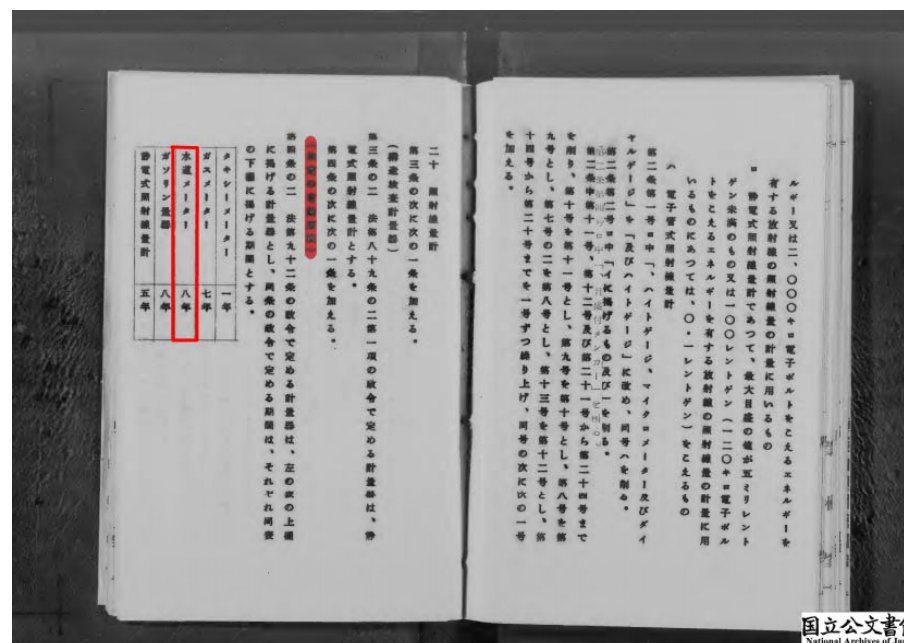 ルギー又は二、〇〇〇キロ電子ボルトをこえるエネルギーを
有する放射線の照射線量の計量に用いるもの
ロ 静電式照射線量計であつて、最大目盛の値が五ミリレント
ゲン未満のもの又は一〇〇レントゲン(一二〇キロ電子ボル
トをこえるエネルギーを有する放射線の照射線量の計量に用
いるものにあつては、〇・一レントゲン)をこえるもの
ハ 電子管式照射線量計
第二条第一号ロ中「、ハイトゲージ、マイクロメーター及びダイ
ヤルゲージ」を「及びハイトゲージ」に改め、同号ハを削る。
第二条第二号ロ中「イに掲げるもの及び」を削る。
第二条中第十一号、第十二号及び第二十一号から第二十四号まで
を削り、第十号を第十一号とし、第九号を第十号とし、第八号を第
九号とし、第七号の二を第八号とし、第十三号を第十二号とし、第
十四号から第二十号までを一号ずつ繰り上げ、同号の次に次の一号
を加える。
二十 照射線量計
第三条の次に次の一条を加える。
(構造検査計量器)
第三条の二 法第八十九条の二第一項の政令で定める計量器は、静
電式照射線量計とする。
第四条の次に次の一条を加える。
第四条の二 法第九十二条の政令で定める計量器は、左の表の上欄
に掲げる計量器とし、同条の政令で定める期間は、それぞれ同表
の下欄に掲げる期間とする。
タクシーメーター 一年
ガスメーター 七年
水道メーター 八年
ガソリン量器 八年
静電式照射線量計 五年
国立公文書館
National Archives of Japan